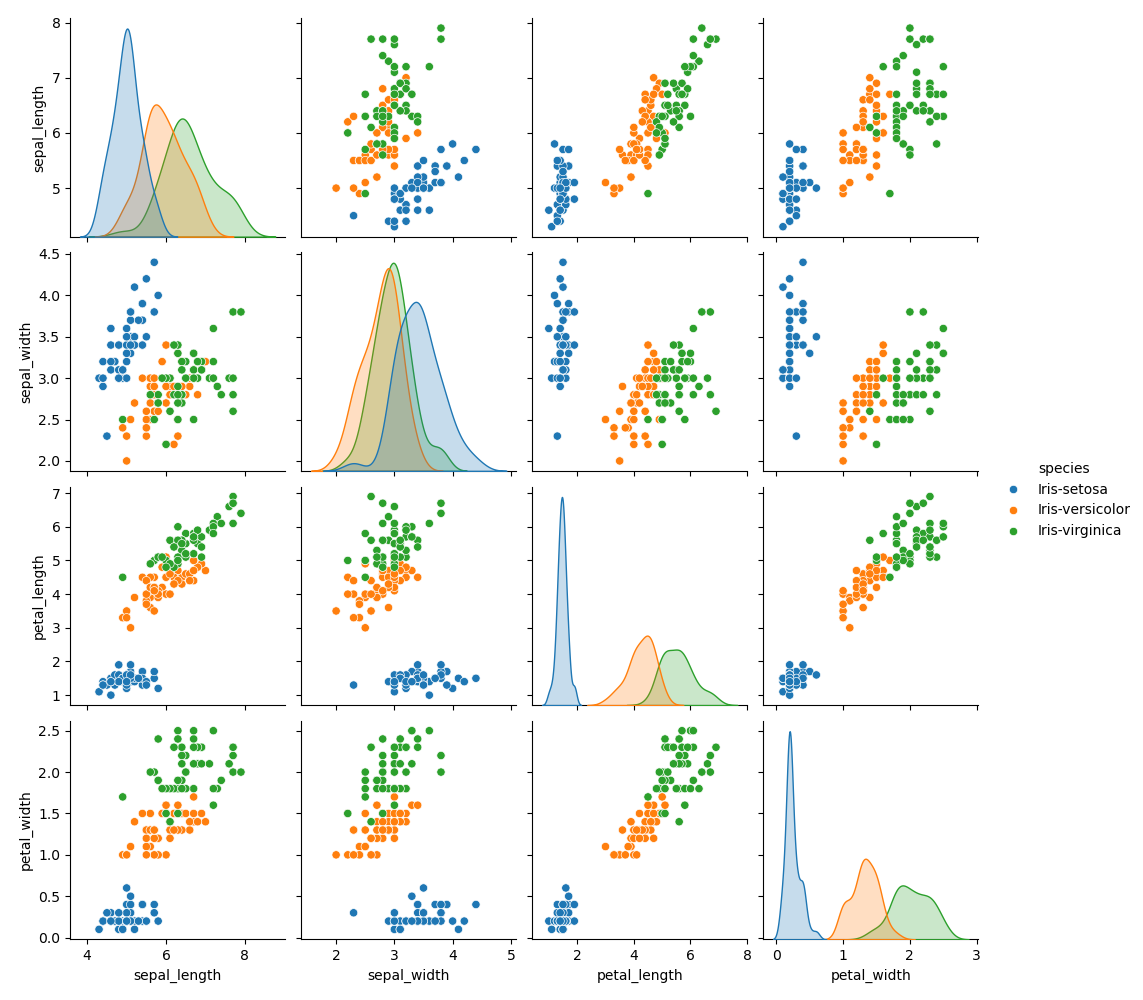 8
7
6
5
sepal_length
4.5
4.0
3.5
3.0
2.5
2.0
sepal_width
species
Iris-setosa
Iris-versicolor
Iris-virginica
7
6
5
4
3
2
1
petal_length
2.5
2.0
1.5
1.0
0.5
0.0
petal_width
4 6 8
sepal_length
2 3 4 5
sepal_width
2 4 6 8
petal_length
0 1 2 3
petal_width